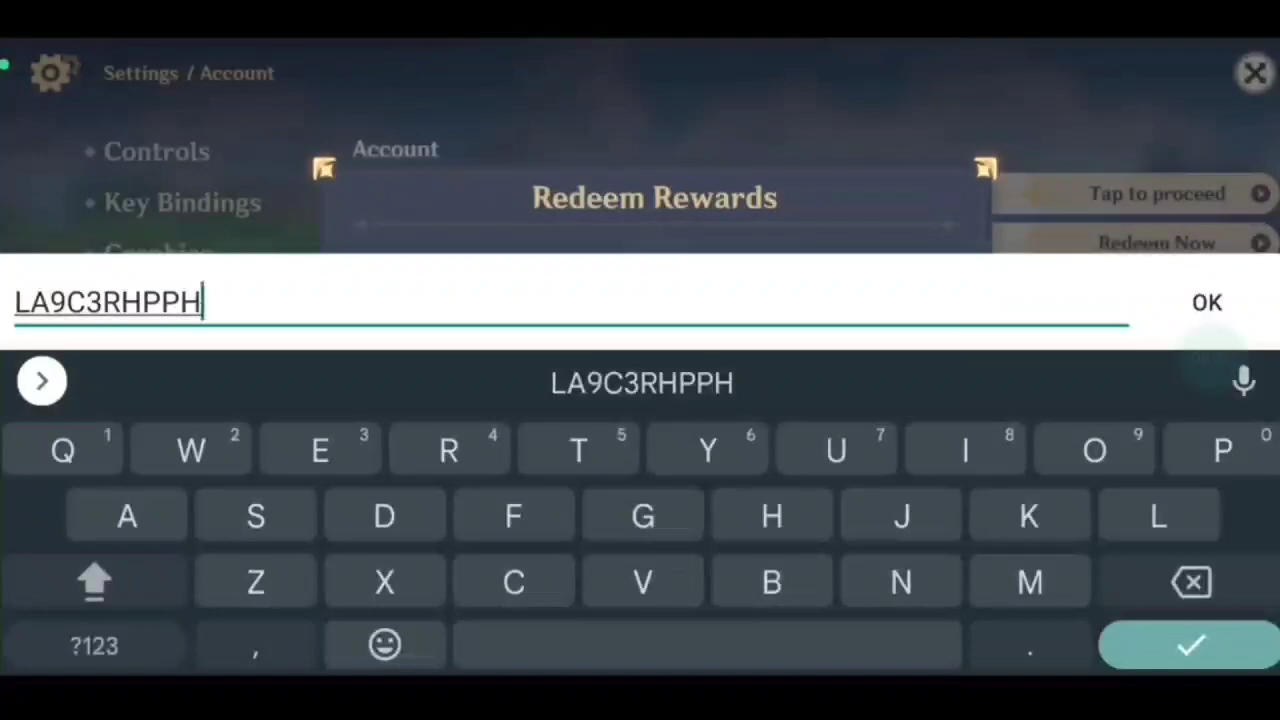 Settings / Account
Controls
Account
Key Bindings
Redeem Rewards
Tap to proceed
Graphics
Redeem Now
LA9C3RHPPH
OK
LA9C3RHPPH
Q 1 W 2 E 3 R 4 T 5 Y 6 U 7 I 8 O 9 P 0
A S D F G H J K L
Z X C V B N M
?123 , .